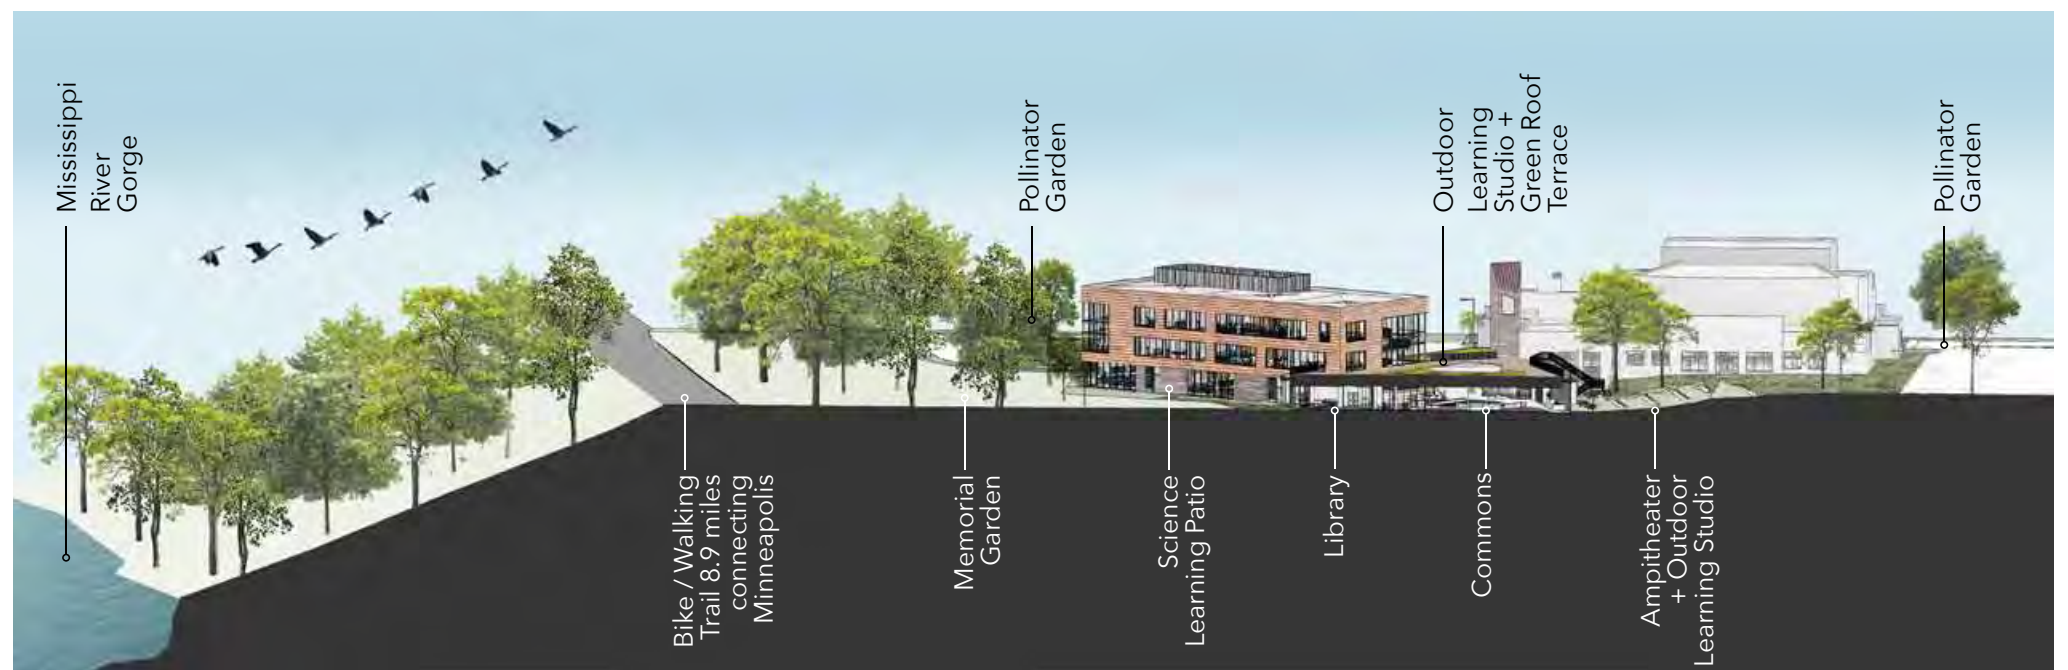 Mississippi
River
Gorge
Bike / Walking
Trail 8.9 miles
connecting
Minneapolis
Memorial
Garden
Pollinator
Garden
Science
Learning Patio
Library
Outdoor
Learning
Studio +
Green Roof
Terrace
Commons
Ampitheater
+ Outdoor
Learning Studio
Pollinator
Garden